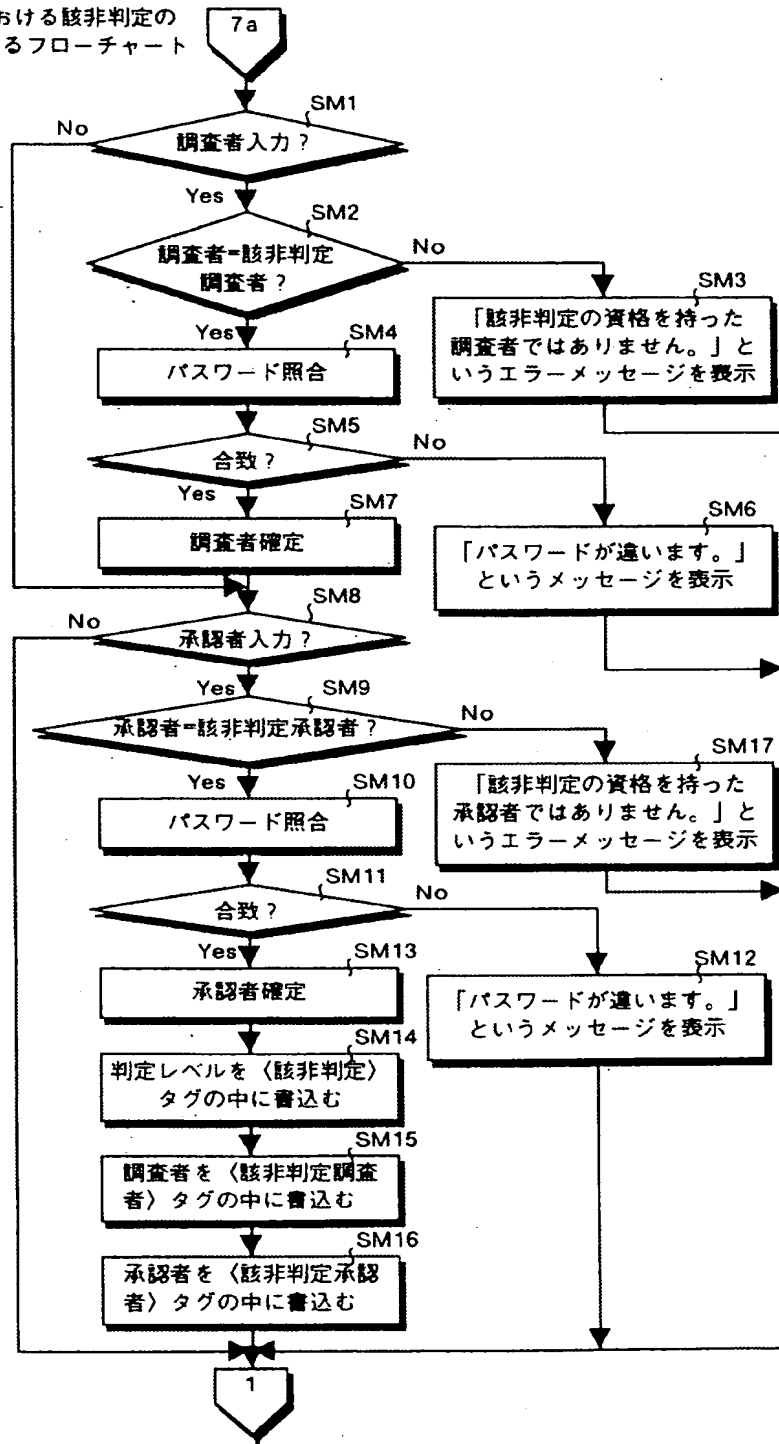 おける該非判定の
るフローチャート
7a
SM1
No
調査者入力?
Yes
SM2
調査者=該非判定
調査者?
No
SM3
「該非判定の資格を持った
調査者ではありません。」と
いうエラーメッセージを表示
Yes
SM4
パスワード照合
SM5
合致?
No
Yes
SM7
調査者確定
SM6
「パスワードが違います。」
というメッセージを表示
SM8
No
承認者入力?
Yes
SM9
承認者=該非判定承認者?
No
SM17
「該非判定の資格を持った
承認者ではありません。」と
いうエラーメッセージを表示
Yes
SM10
パスワード照合
SM11
合致?
No
Yes
SM13
承認者確定
SM12
「パスワードが違います。」
というメッセージを表示
SM14
判定レベルを〈該非判定〉
タグの中に書込む
SM15
調査者を〈該非判定調査
者〉タグの中に書込む
SM16
承認者を〈該非判定承認
者〉タグの中に書込む
1